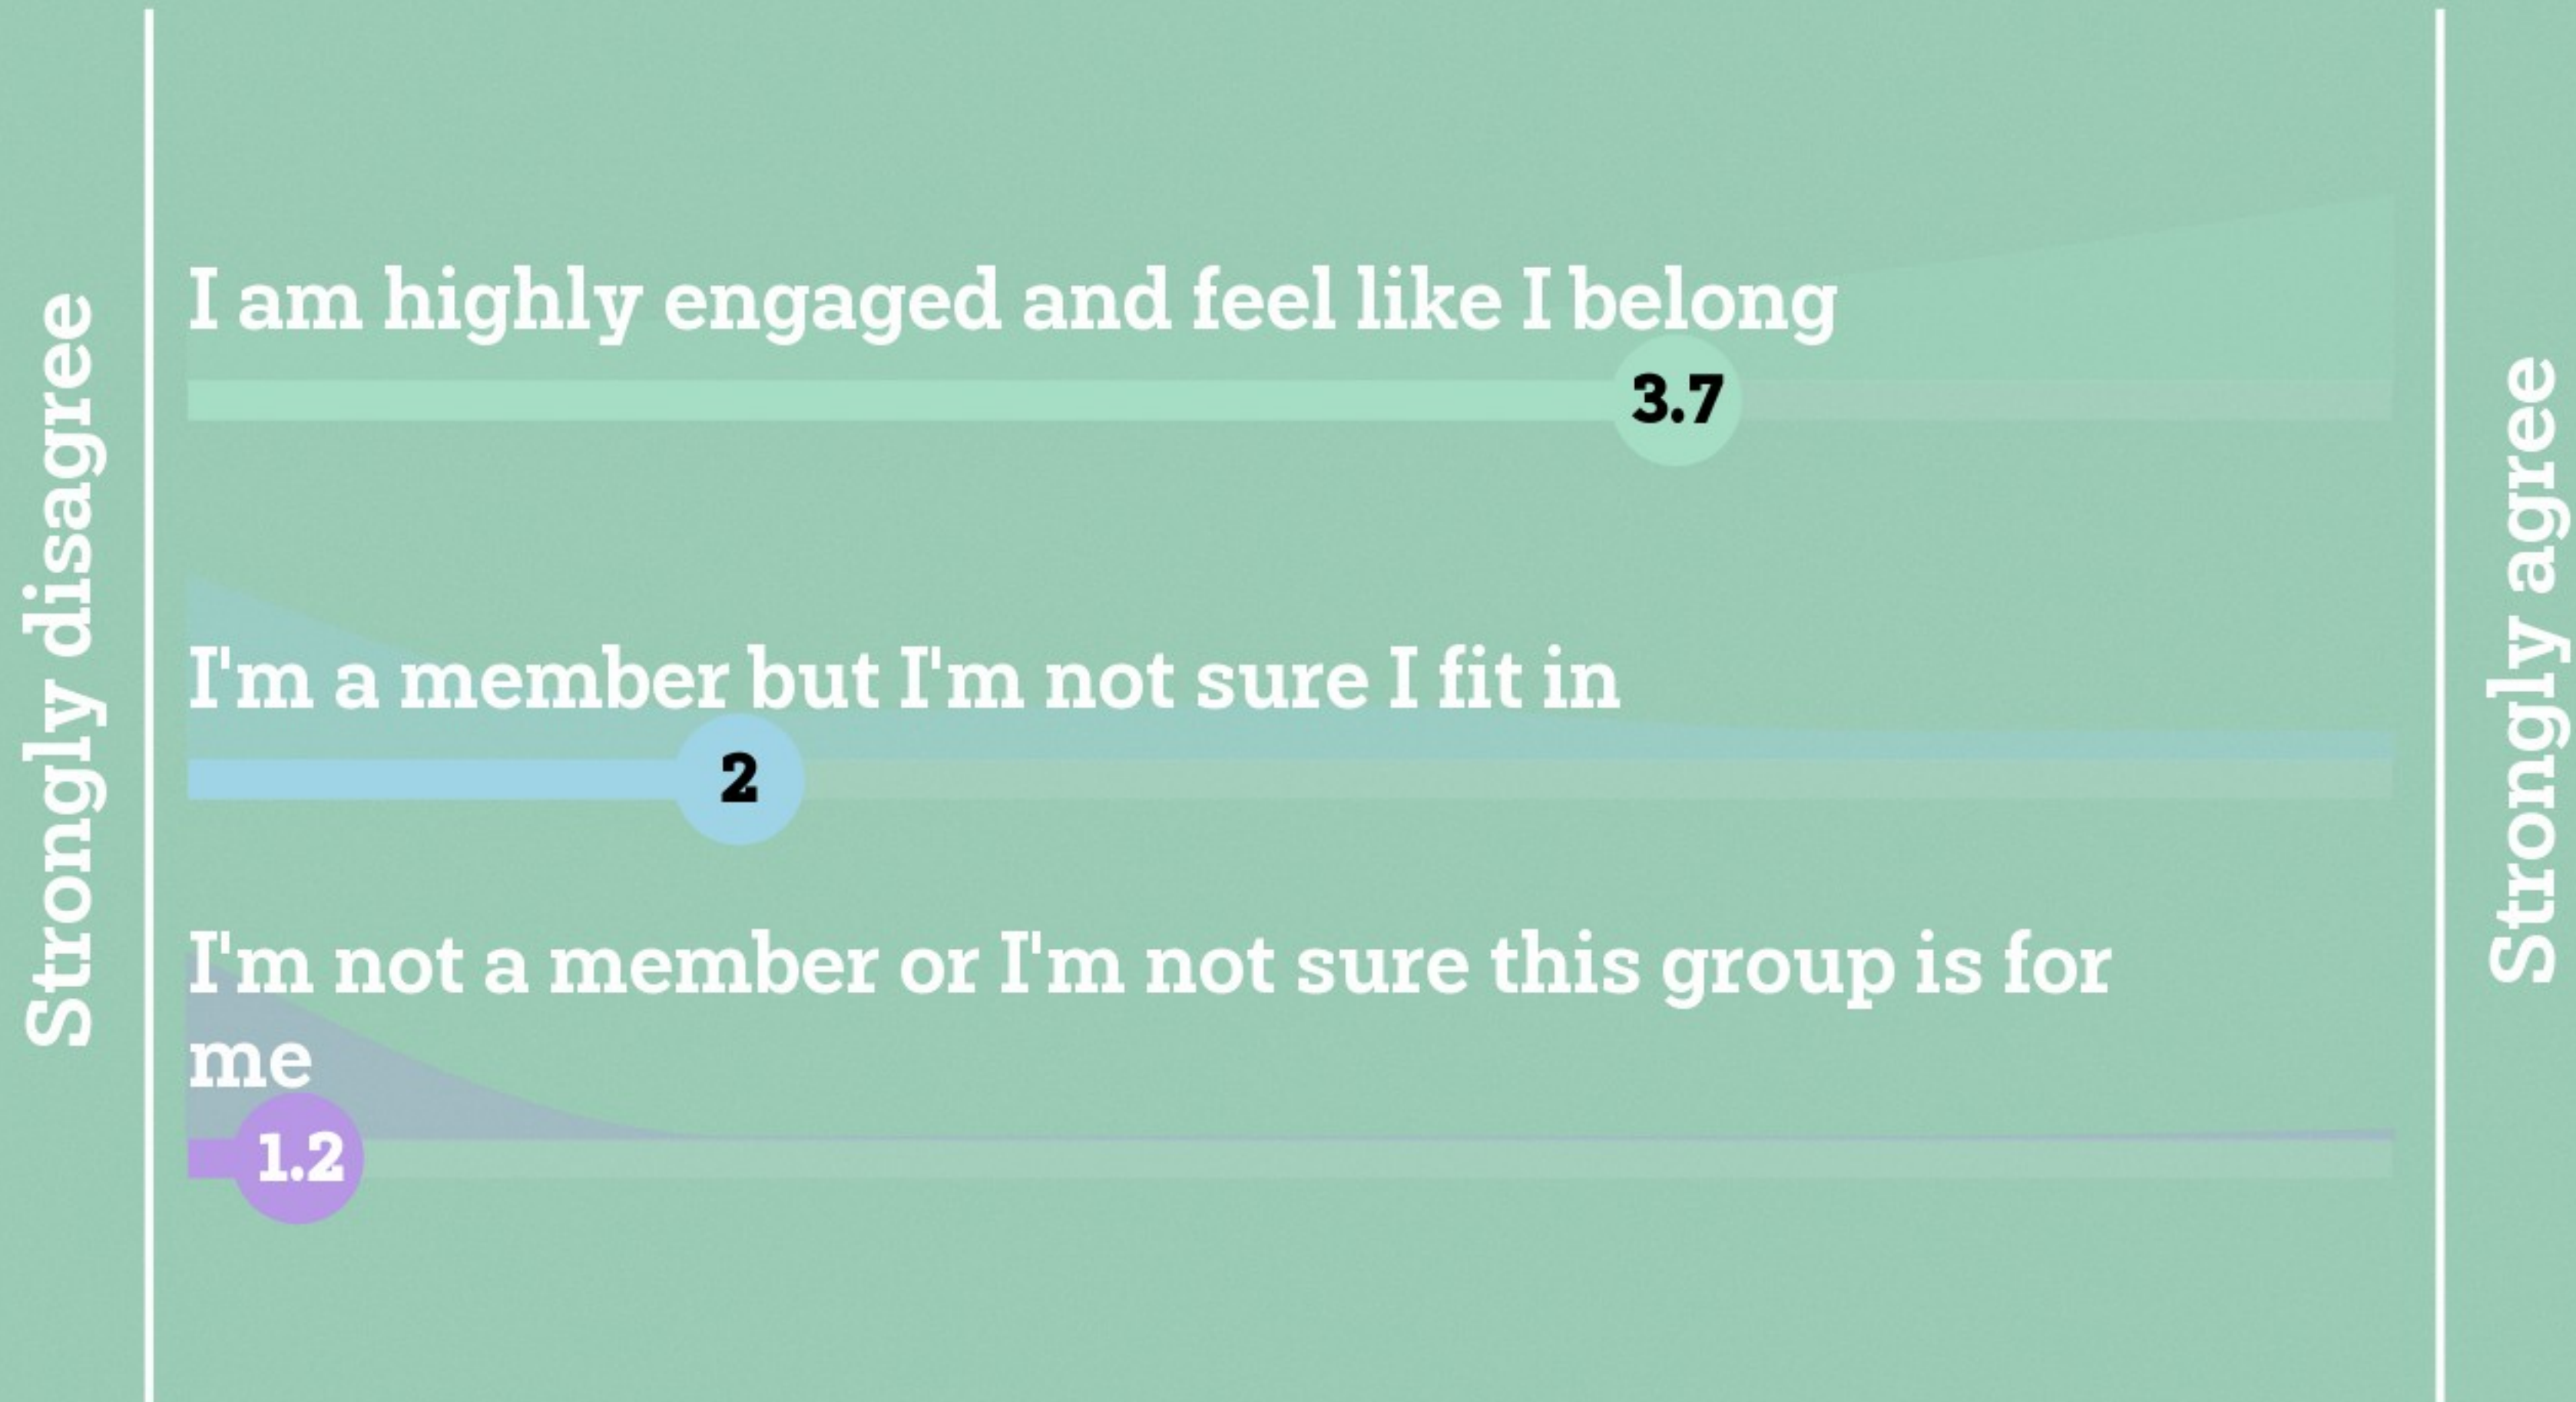 Strongly disagree
I am highly engaged and feel like I belong
3.7
I'm a member but I'm not sure I fit in
2
I'm not a member or I'm not sure this group is for
me
1.2
Strongly agree